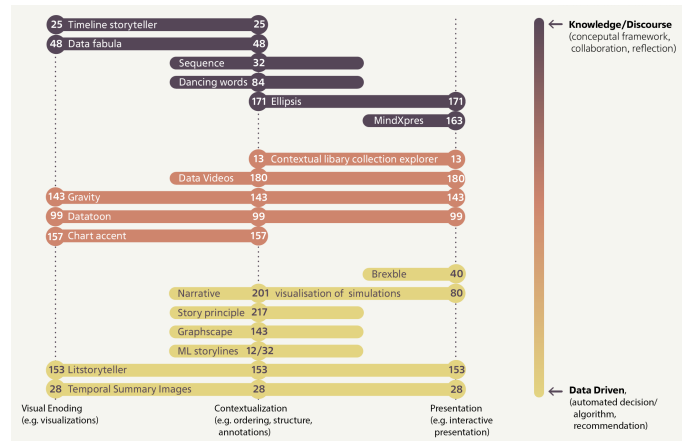 25 Timeline storyteller 25
48 Data fabula 48
Sequence 32
Dancing words 84
171 Ellipsis 171
MindXpres 163
13 Contextual libary collection explorer 13
Data Videos 180 180
143 Gravity 143 143
99 Datatoon 99 99
157 Chart accent 157
Brexble 40
Narrative 201 visualisation of simulations 80
Story principle 217
Graphscape 143
ML storylines 12/32
153 Litstoryteller 153 153
28 Temporal Summary Images 28 28
Visual Enoding
(e.g. visualizations)
Contextualization
(e.g. ordering, structure,
annotations)
Presentation
(e.g. interactive
presentation)
Knowledge/Discourse
(conceputal framework,
collaboration, reflection)
Data Driven,
(automated decision/
algorithm,
recommendation)